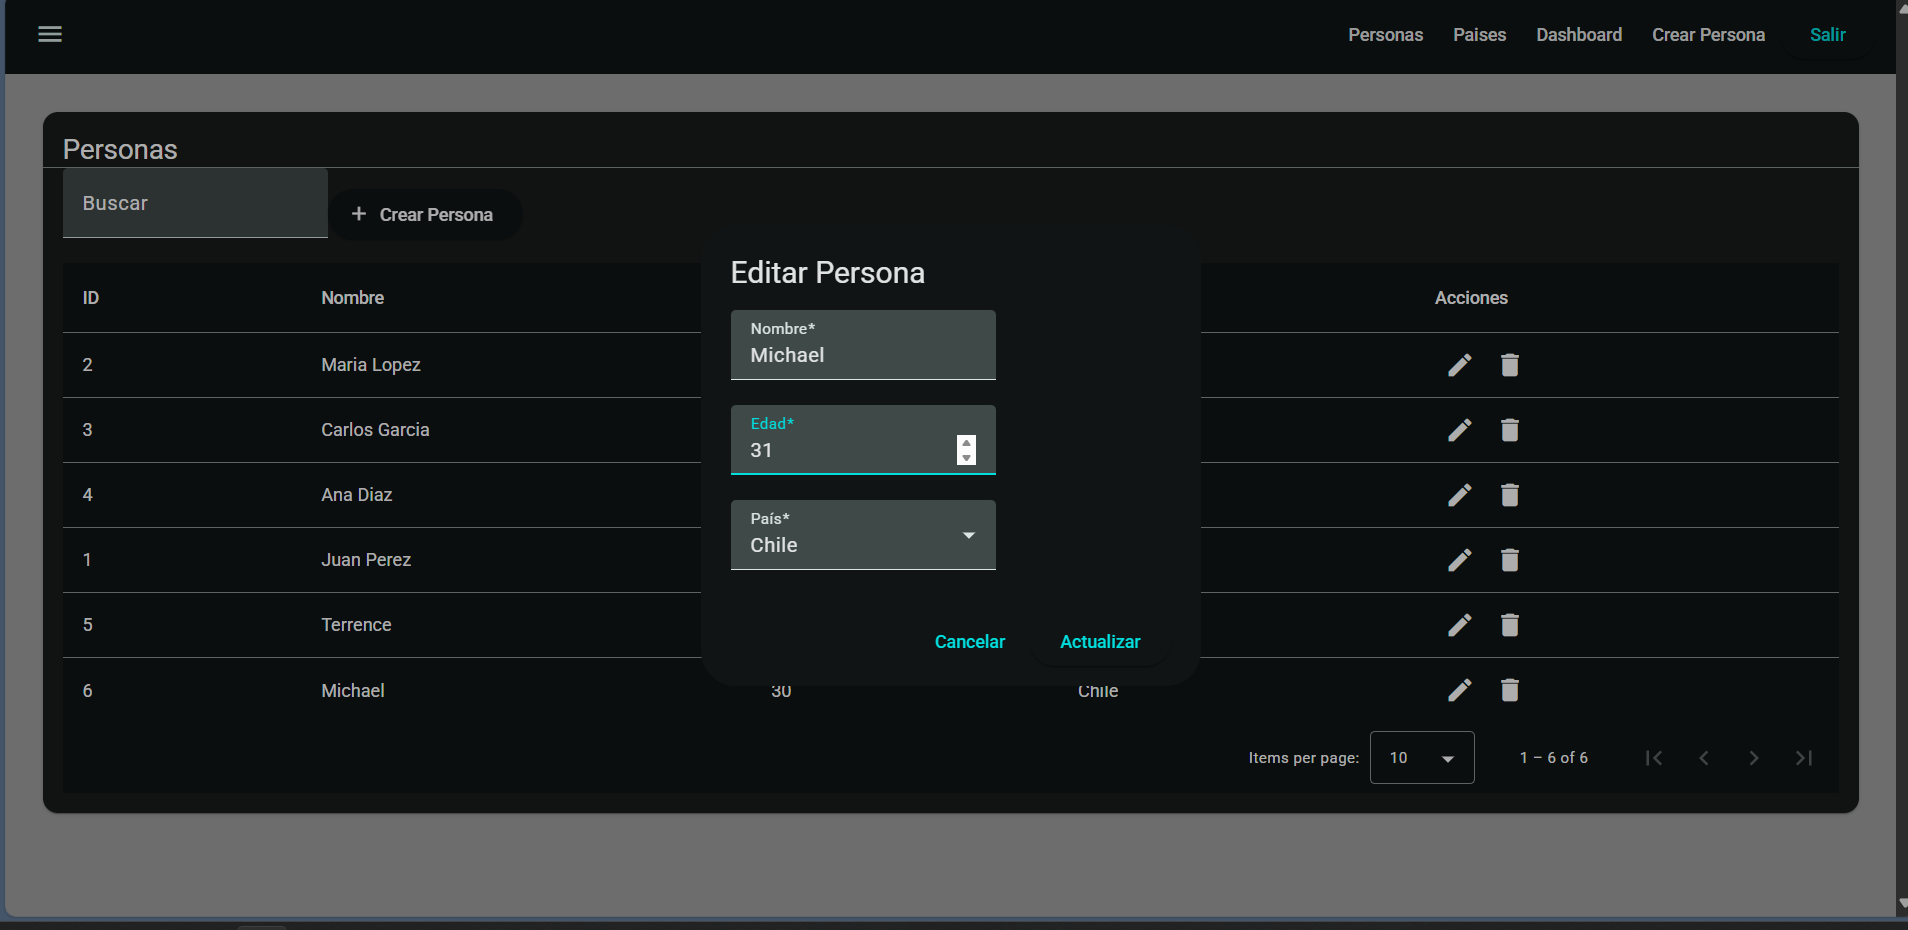 Personas Paises Dashboard Crear Persona Salir
Personas
Buscar
+ Crear Persona
Editar Persona
ID Nombre Acciones
Nombre*
Michael
2 Maria Lopez
Edad*
31
3 Carlos Garcia
4 Ana Diaz
País*
Chile
1 Juan Perez
5 Terrence
Cancelar Actualizar
6 Michael 30 Chile
Items per page: 10 1 – 6 of 6